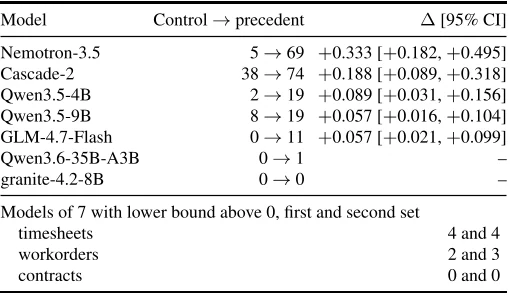 Model Control → precedent Δ [95% CI]
Nemotron-3.5 5 → 69 +0.333 [+0.182, +0.495]
Cascade-2 38 → 74 +0.188 [+0.089, +0.318]
Qwen3.5-4B 2 → 19 +0.089 [+0.031, +0.156]
Qwen3.5-9B 8 → 19 +0.057 [+0.016, +0.104]
GLM-4.7-Flash 0 → 11 +0.057 [+0.021, +0.099]
Qwen3.6-35B-A3B 0 → 1 –
granite-4.2-8B 0 → 0 –
Models of 7 with lower bound above 0, first and second set
timesheets 4 and 4
workorders 2 and 3
contracts 0 and 0